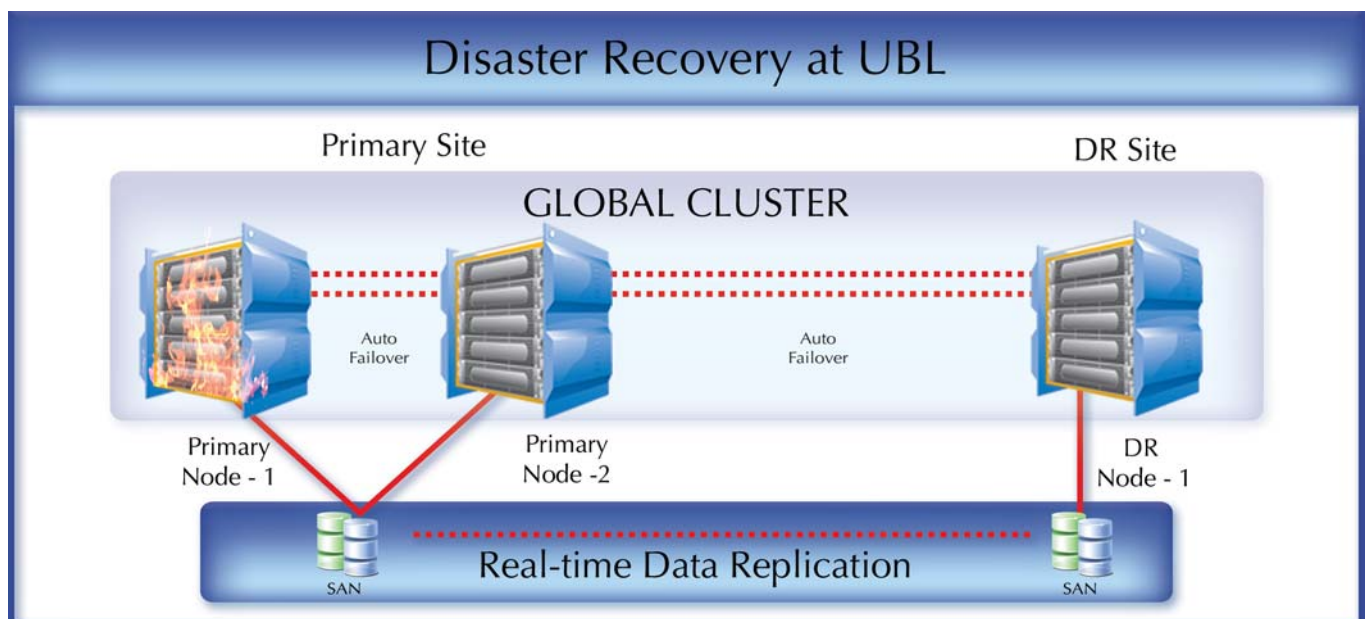 Disaster Recovery at UBL
Primary Site
DR Site
GLOBAL CLUSTER
Auto
Failover
Auto
Failover
Primary
Node - 1
Primary
Node -2
DR
Node - 1
SAN
Real-time Data Replication
SAN